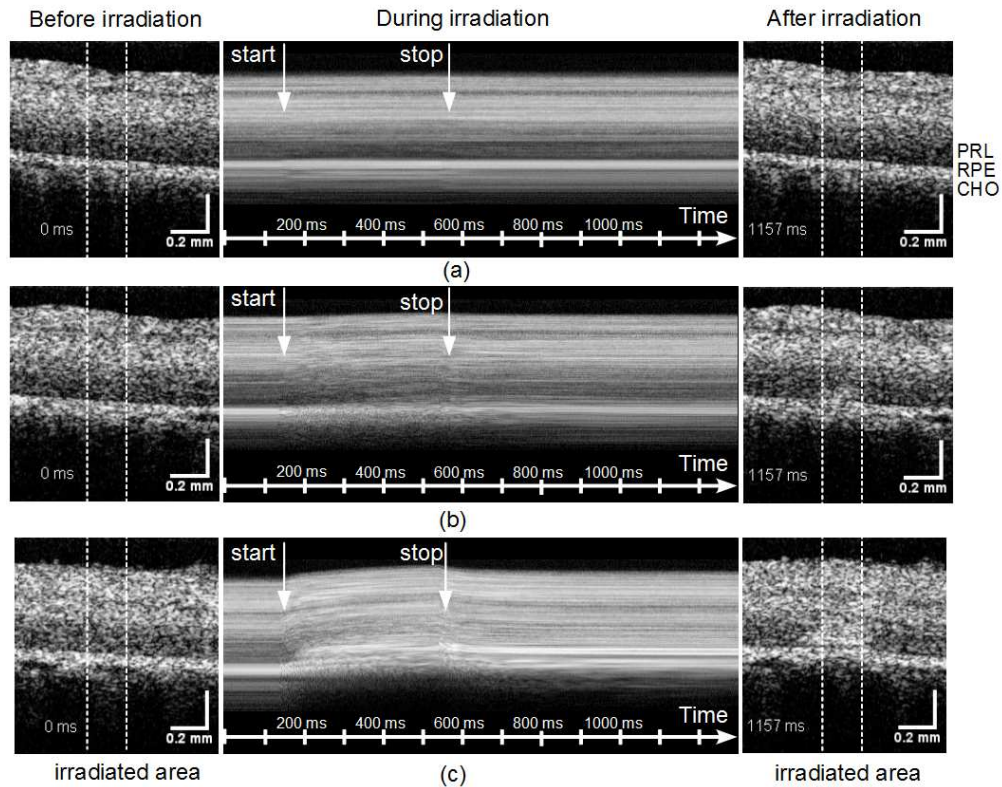 Before irradiation During irradiation After irradiation
start stop
PRL
RPE
CHO
0 ms 0.2 mm 200 ms 400 ms 600 ms 800 ms 1000 ms Time 1157 ms 0.2 mm
(a)
start stop
0 ms 0.2 mm 200 ms 400 ms 600 ms 800 ms 1000 ms Time 1157 ms 0.2 mm
(b)
start stop
0 ms 0.2 mm 200 ms 400 ms 600 ms 800 ms 1000 ms Time 1157 ms 0.2 mm
irradiated area (c) irradiated area